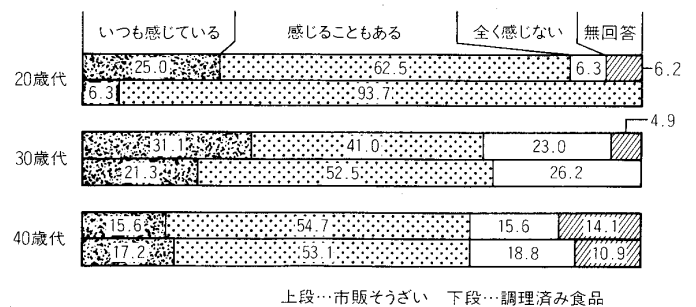 いつも感じている 感じることもある 全く感じない 無回答
20歳代 25.0 62.5 6.3 6.2
6.3 93.7
4.9
30歳代 31.1 41.0 23.0
21.3 52.5 26.2
40歳代 15.6 54.7 15.6 14.1
17.2 53.1 18.8 10.9
上段…市販そうざい 下段…調理済み食品